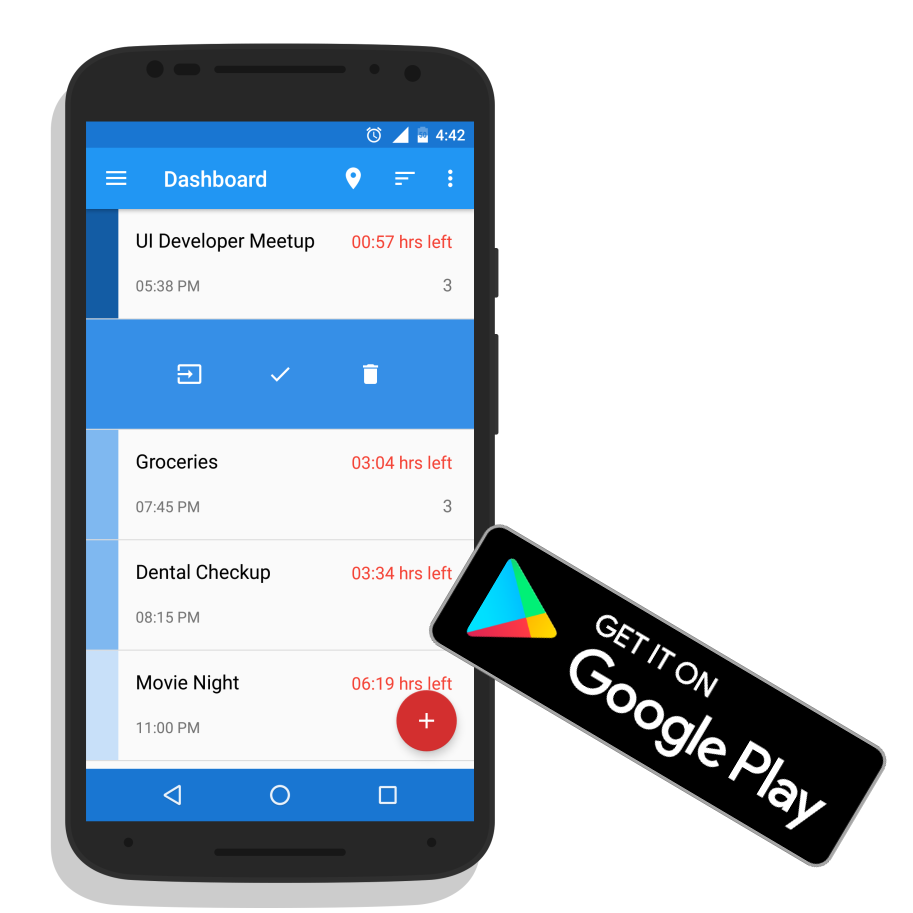 4:42
Dashboard
UI Developer Meetup 00:57 hrs left
05:38 PM 3
Groceries 03:04 hrs left
07:45 PM 3
Dental Checkup 03:34 hrs left
08:15 PM
Movie Night 06:19 hrs left
11:00 PM
GET IT ON
Google Play